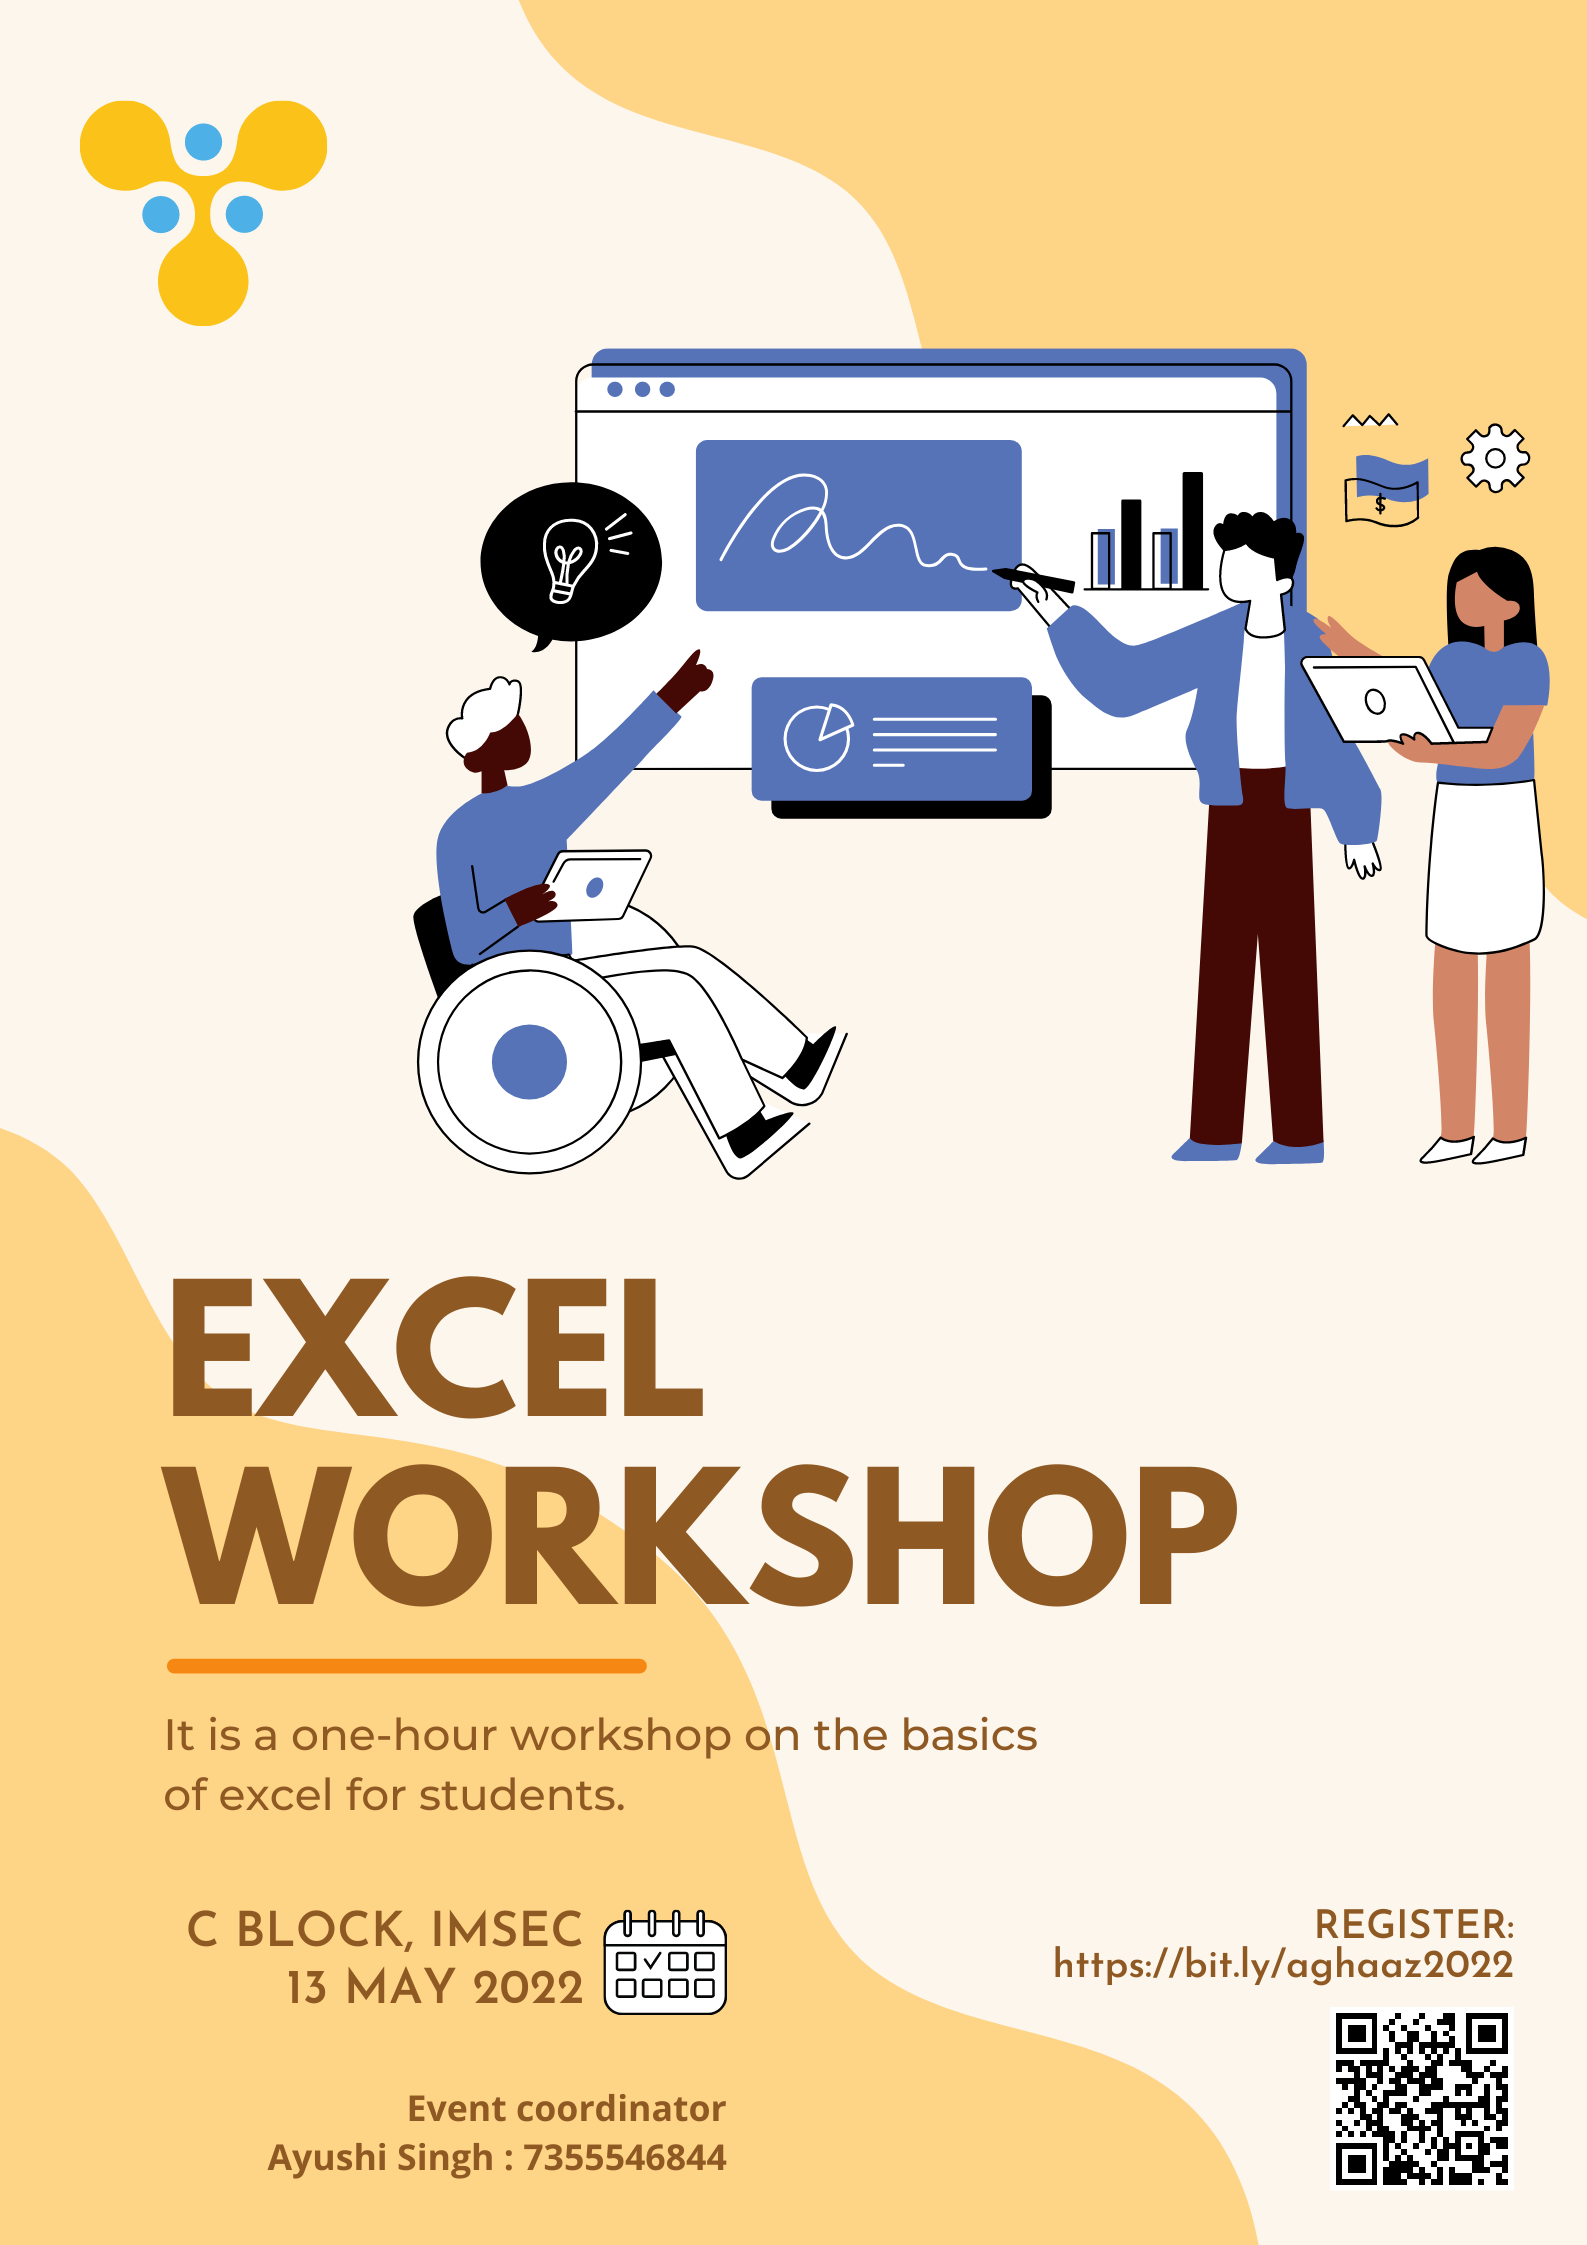 $
EXCEL
WORKSHOP
It is a one-hour workshop on the basics
of excel for students.
C BLOCK, IMSEC
13 MAY 2022
REGISTER:
https://bit.ly/aghaaz2022
Event coordinator
Ayushi Singh : 7355546844